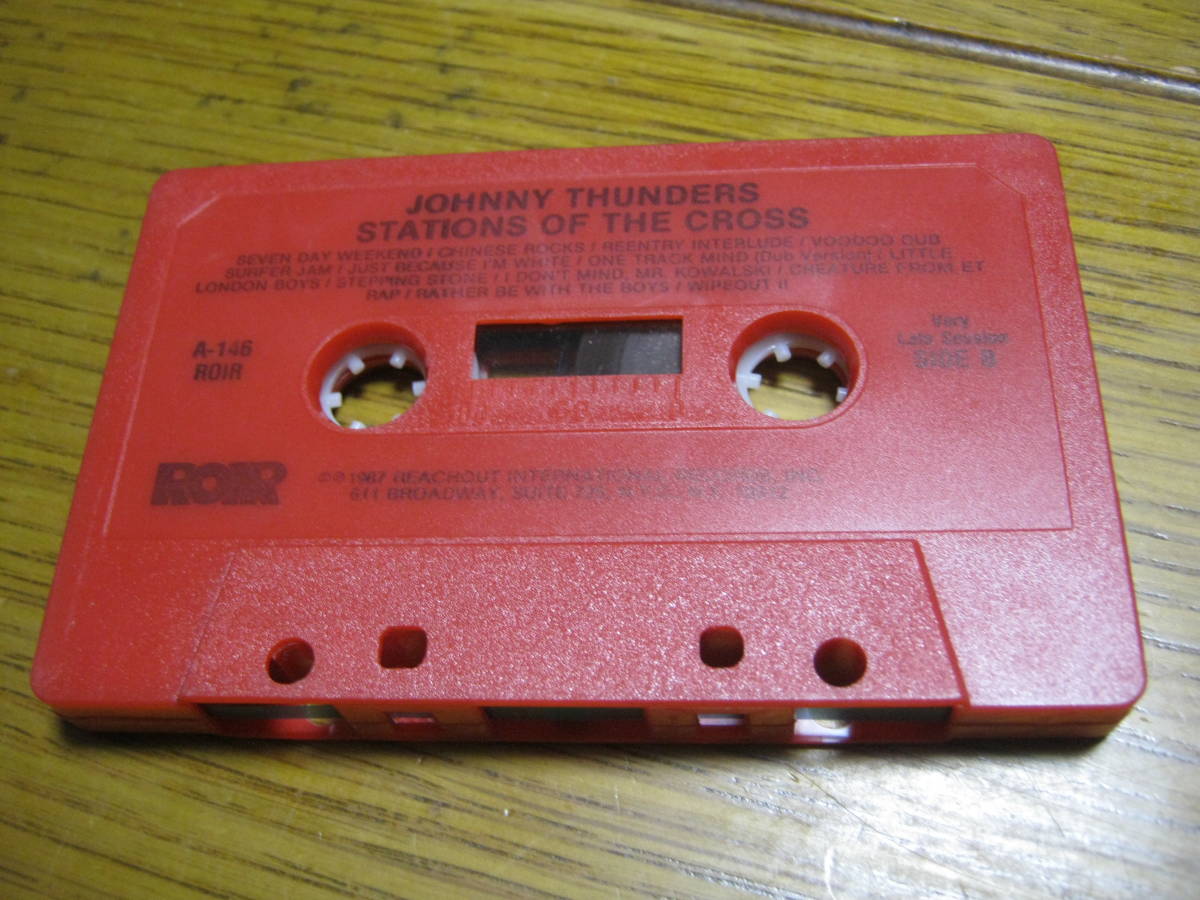 JOHNNY THUNDERS
STATIONS OF THE CROSS
SEVEN DAY WEEKEND / CHINESE ROCKS / REENTRY INTERLUDE / VOODOO DUB
SURFER JAM / JUST BECAUSE I'M WHITE / ONE TRACK MIND (Dub Version) / LITTLE
LONDON BOYS / STEPPING STONE / I DON'T MIND, MR. KOWALSKI / CREATURE FROM ET
RAP / RATHER BE WITH THE BOYS / WIPEOUT II
A-146
ROIR
Very
Late Session
SIDE B
60
0
ROIR
©℗ 1987 REACHOUT INTERNATIONAL RECORDS, INC.
611 BROADWAY, SUITE